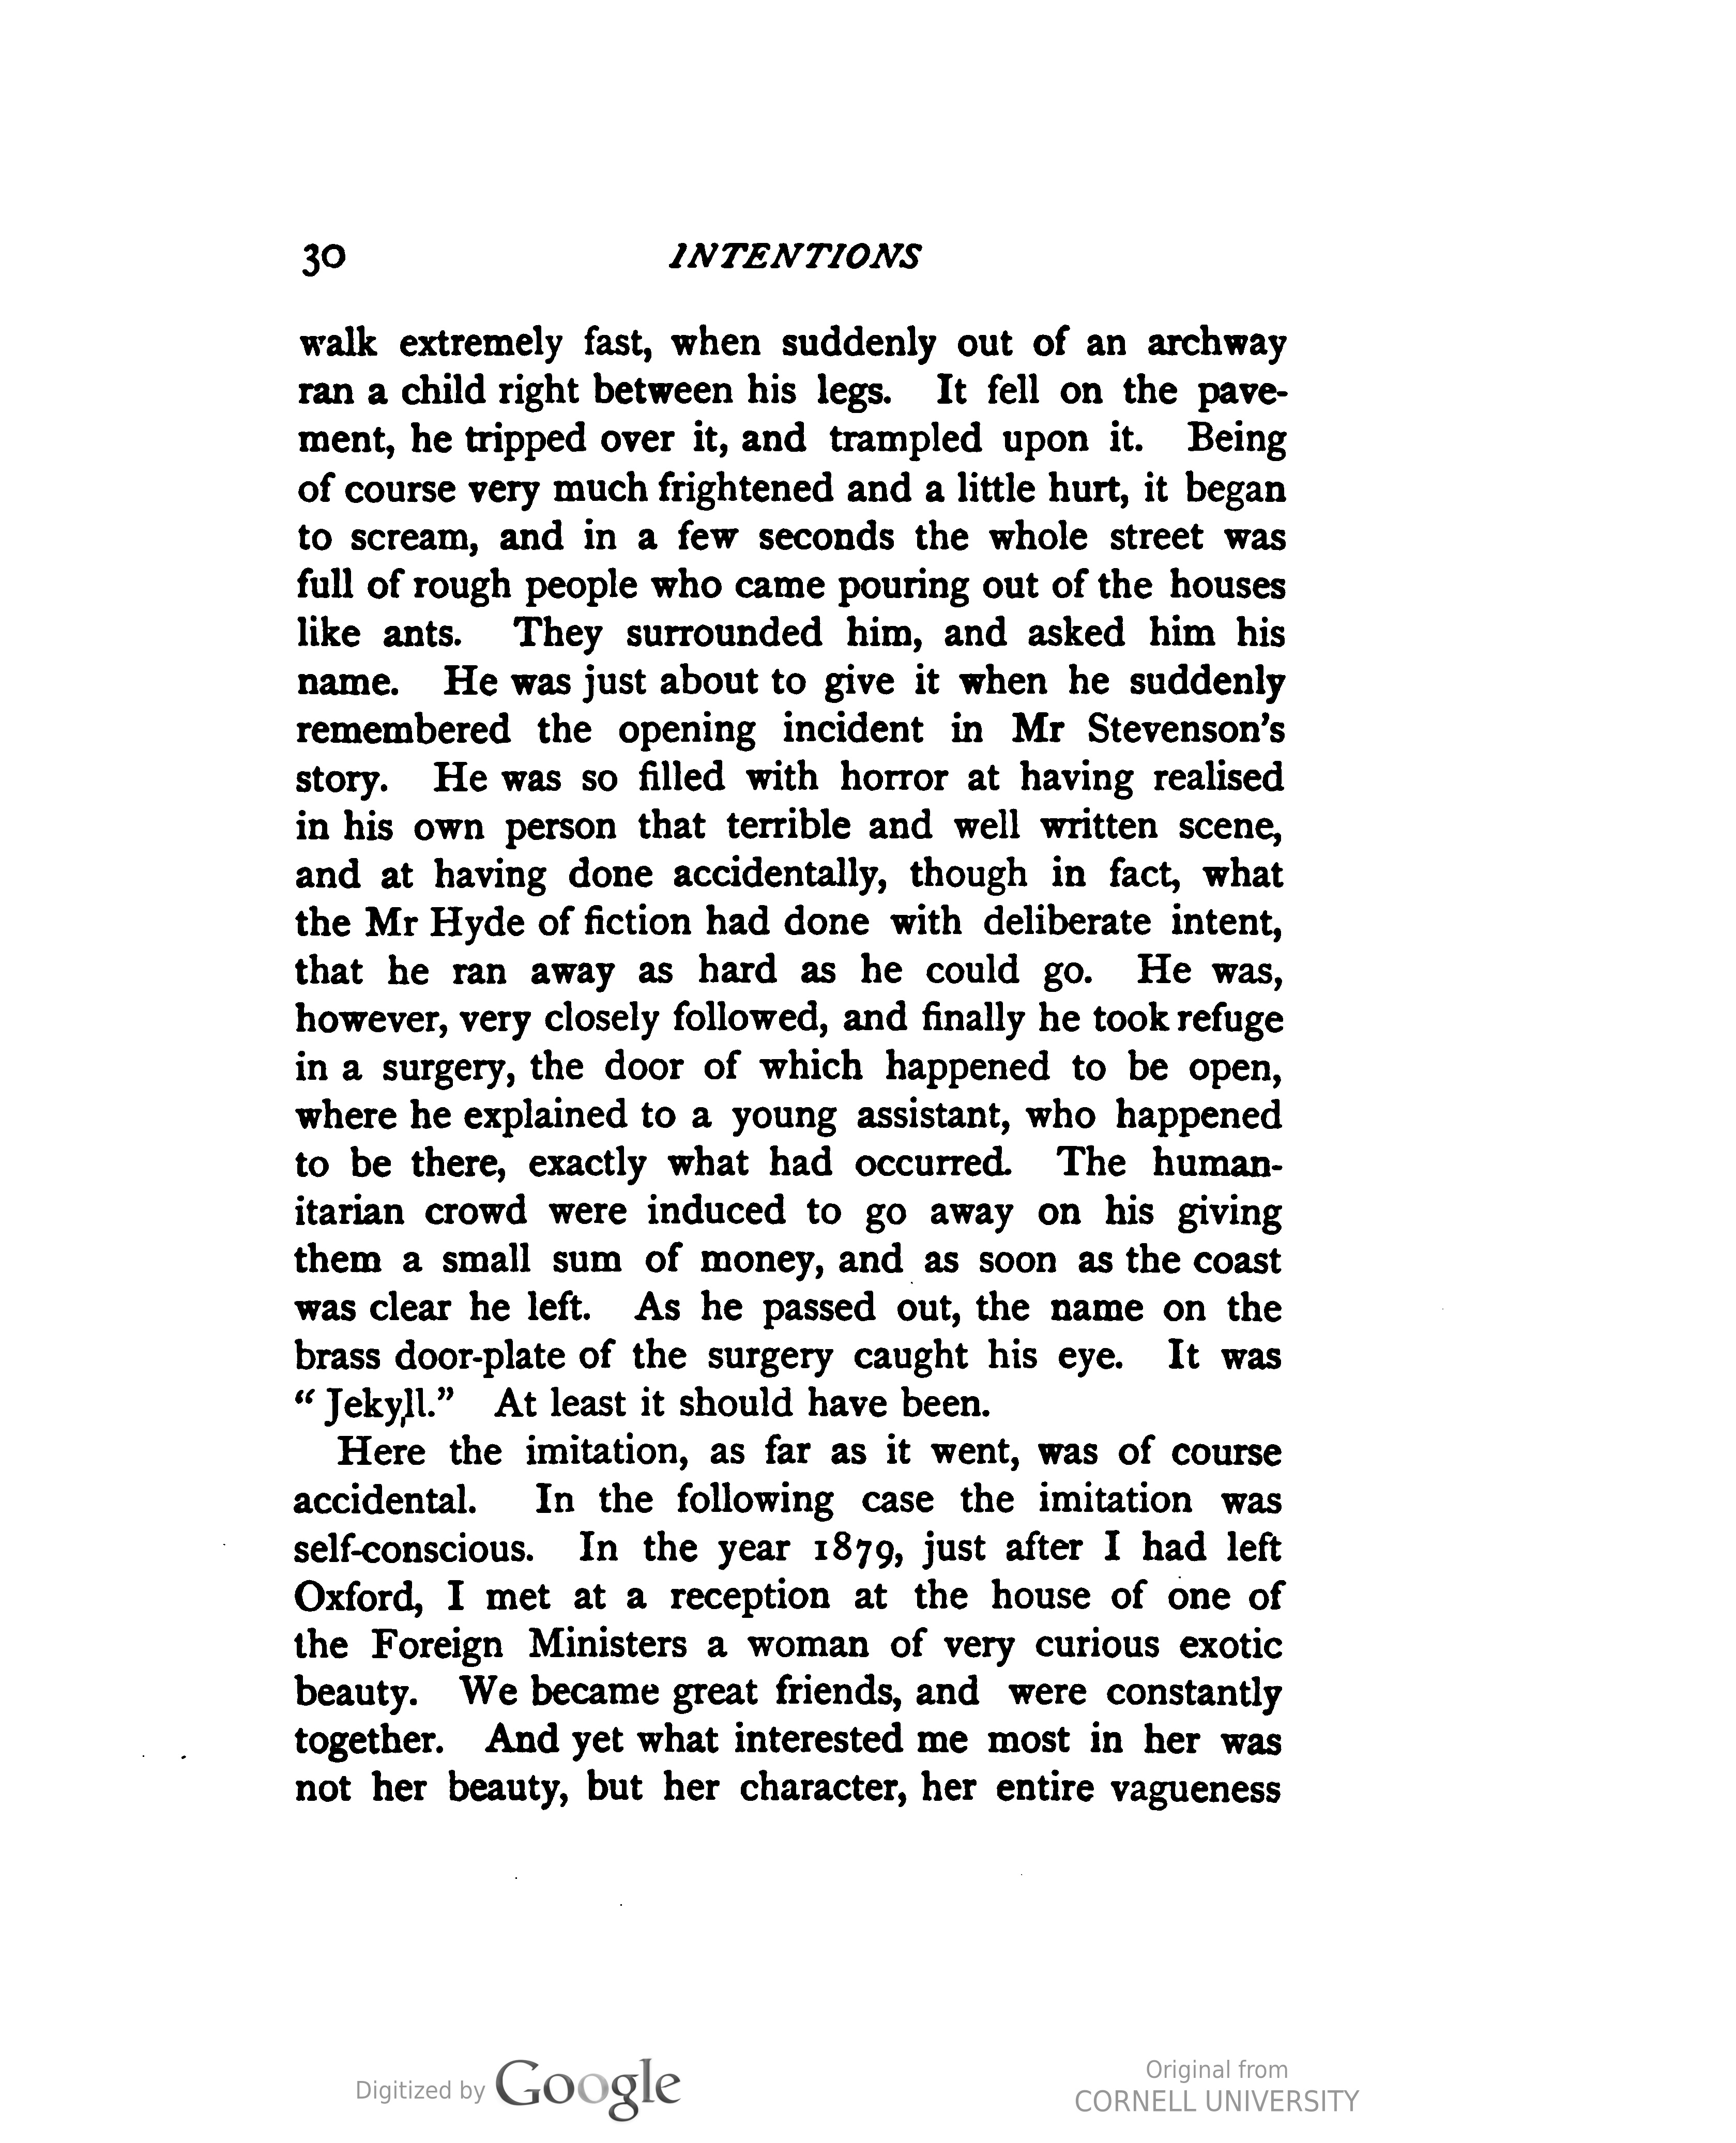 30
INTENTIONS
walk extremely fast, when suddenly out of an archway
ran a child right between his legs. It fell on the pave-
ment, he tripped over it, and trampled upon it. Being
of course very much frightened and a little hurt, it began
to scream, and in a few seconds the whole street was
full of rough people who came pouring out of the houses
like ants. They surrounded him, and asked him his
name. He was just about to give it when he suddenly
remembered the opening incident in Mr Stevenson's
story. He was so filled with horror at having realised
in his own person that terrible and well written scene,
and at having done accidentally, though in fact, what
the Mr Hyde of fiction had done with deliberate intent,
that he ran away as hard as he could go. He was,
however, very closely followed, and finally he took refuge
in a surgery, the door of which happened to be open,
where he explained to a young assistant, who happened
to be there, exactly what had occurred. The human-
itarian crowd were induced to go away on his giving
them a small sum of money, and as soon as the coast
was clear he left. As he passed out, the name on the
brass door-plate of the surgery caught his eye. It was
"Jekyll." At least it should have been.
Here the imitation, as far as it went, was of course
accidental. In the following case the imitation was
self-conscious. In the year 1879, just after I had left
Oxford, I met at a reception at the house of one of
the Foreign Ministers a woman of very curious exotic
beauty. We became great friends, and were constantly
together. And yet what interested me most in her was
not her beauty, but her character, her entire vagueness
Digitized by Google
Original from
CORNELL UNIVERSITY